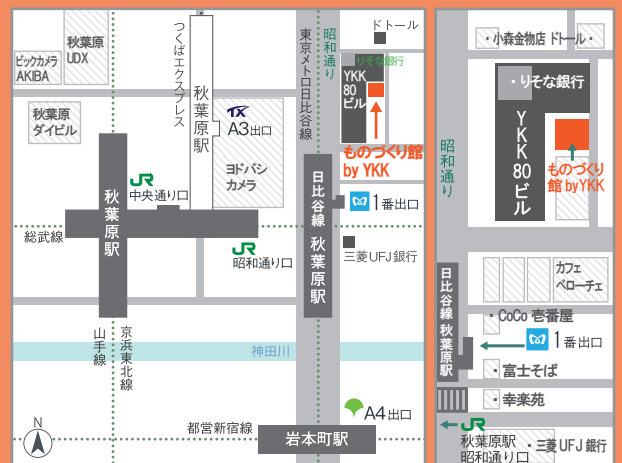 秋葉原
UDX
ビックカメラ
AKIBA
秋葉原
ダイビル
つくばエクスプレス
秋葉原駅
TX
A3出口
ヨドバシ
カメラ
東京メトロ日比谷線
昭和通り
ドトール
りそな銀行
YKK
80
ビル
ものづくり館
by YKK
JR
中央通り口
秋葉原駅
総武線
JR
昭和通り口
日比谷線 秋葉原駅
1番出口
三菱UFJ銀行
山手線
京浜東北線
神田川
都営新宿線
A4出口
岩本町駅
N
・小森金物店
ドトール・
・りそな銀行
YKK80ビル
昭和通り
ものづくり
館 by YKK
カフェ
ベローチェ
日比谷線 秋葉原駅
・CoCo 壱番屋
1番出口
・富士そば
・幸楽苑
JR
秋葉原駅
昭和通り口
・三菱UFJ銀行